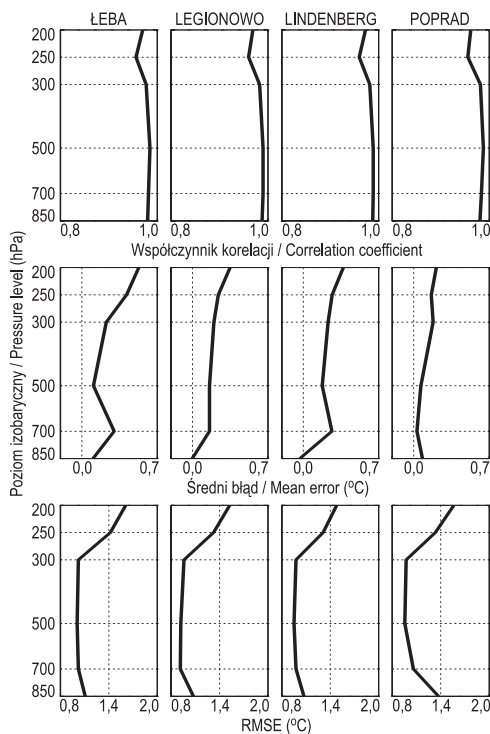 ŁEBA LEGIONOWO LINDENBERG POPRAD
200
250
300
500
700
850
0,8 1,0 0,8 1,0 0,8 1,0 0,8 1,0
Współczynnik korelacji / Correlation coefficient
Poziom izobaryczny / Pressure level (hPa)
200
250
300
500
700
850
0,0 0,7 0,0 0,7 0,0 0,7 0,0 0,7
Średni błąd / Mean error (ºC)
200
250
300
500
700
850
0,8 1,4 2,0 0,8 1,4 2,0 0,8 1,4 2,0 0,8 1,4 2,0
RMSE (ºC)